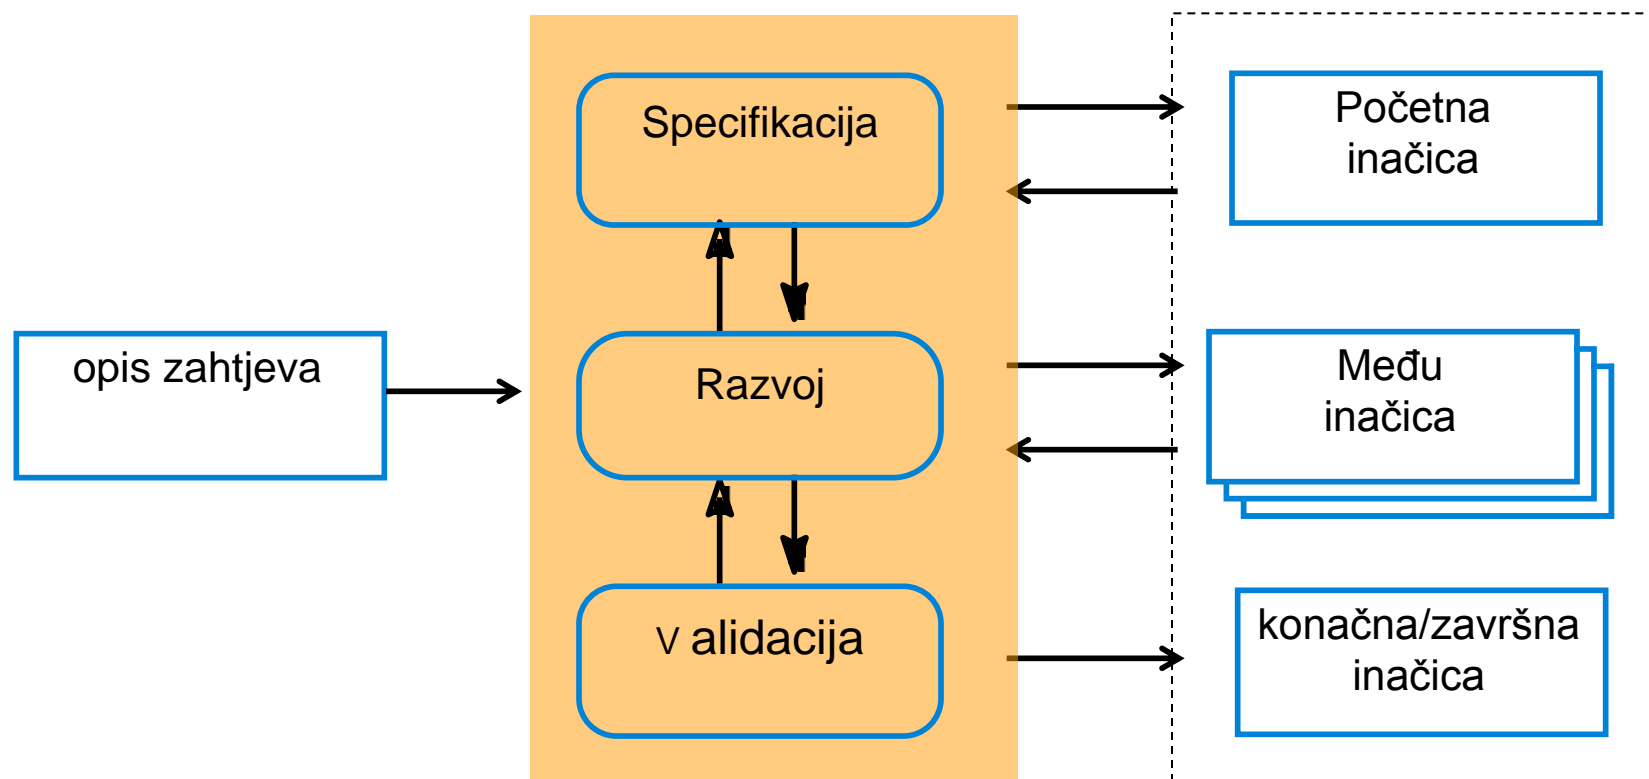 opis zahtjeva
Specifikacija
Razvoj
V alidacija
Početna
inačica
Među
inačica
konačna/završna
inačica